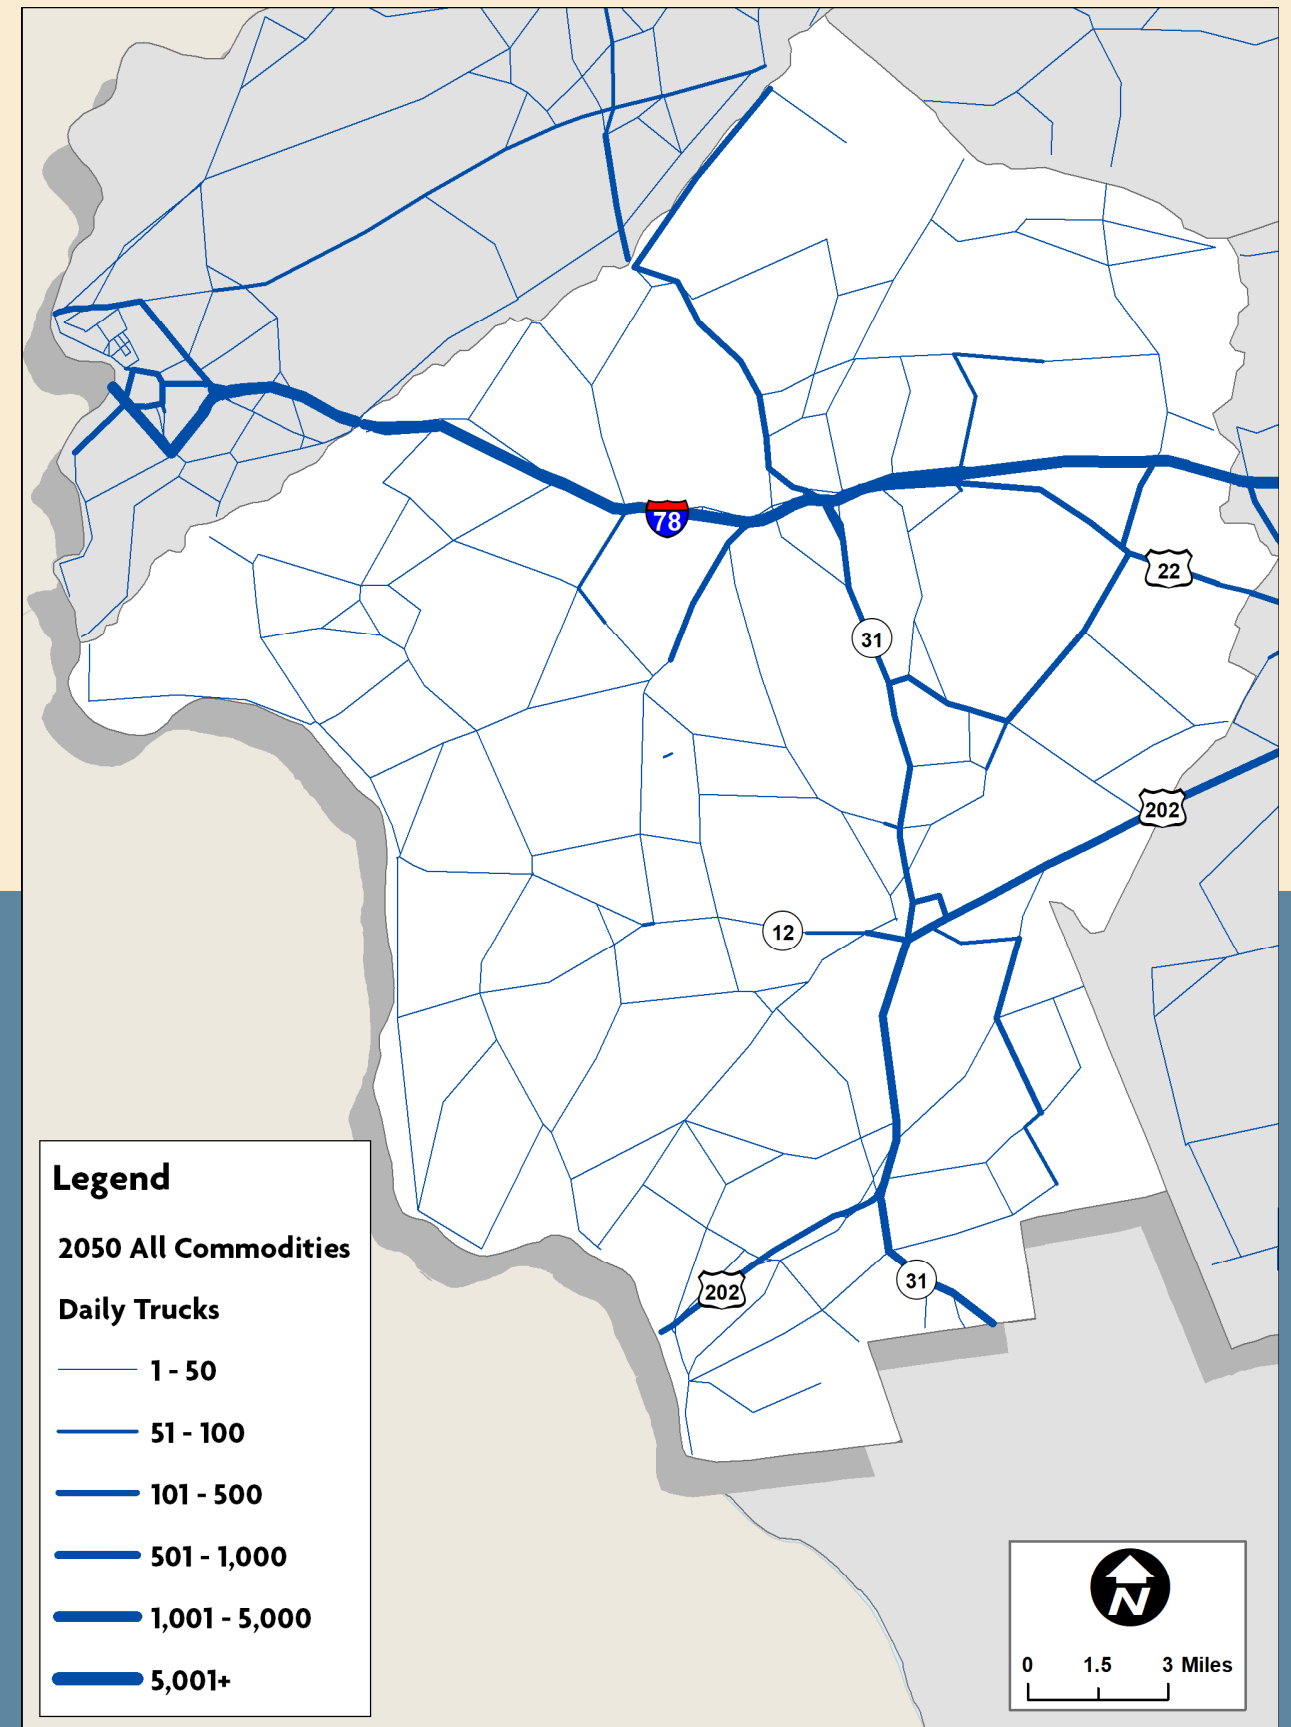 78
22
31
202
12
202
31
Legend
2050 All Commodities
Daily Trucks
1 - 50
51 - 100
101 - 500
501 - 1,000
1,001 - 5,000
5,001+
N
0 1.5 3 Miles